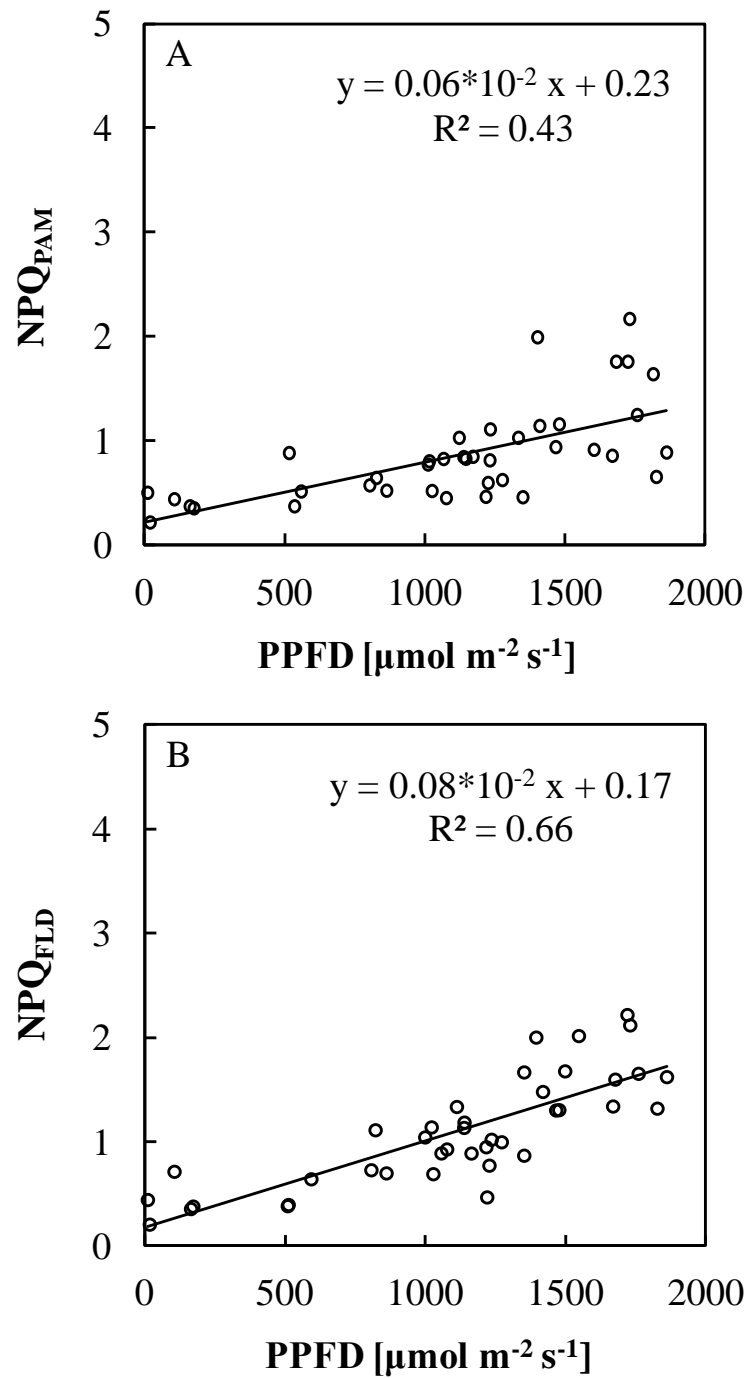 A
y = 0.06*10⁻² x + 0.23
R² = 0.43
5
4
3
2
1
0
NPQPAM
0 500 1000 1500 2000
PPFD [µmol m⁻² s⁻¹]
B
y = 0.08*10⁻² x + 0.17
R² = 0.66
5
4
3
2
1
0
NPQFLD
0 500 1000 1500 2000
PPFD [µmol m⁻² s⁻¹]